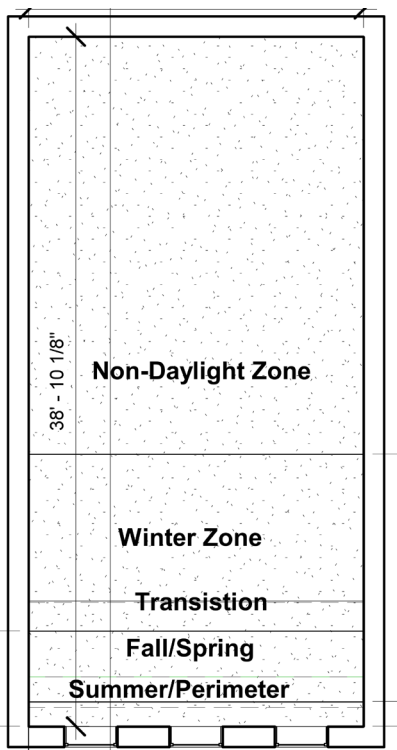 38' - 10 1/8"
Non-Daylight Zone
Winter Zone
Transistion
Fall/Spring
Summer/Perimeter